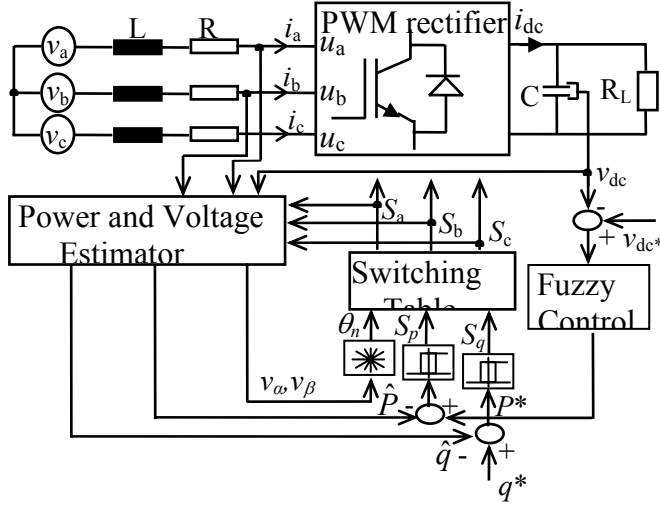 L R
PWM rectifier
v_a
i_a
u_a
i_dc
v_b
i_b
u_b
C
R_L
v_c
i_c
u_c
v_dc
Power and Voltage
Estimator
S_a
S_b
S_c
-
+
v_dc*
Switching
Table
Fuzzy
Control
θ_n
S_p
S_q
v_α,v_β
P̂
-
+
P*
q̂
-
+
q*